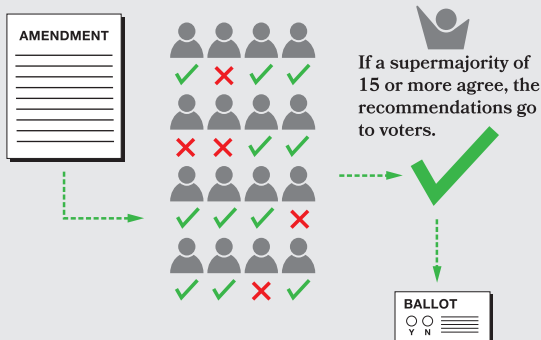 AMENDMENT
If a supermajority of
15 or more agree, the
recommendations go
to voters.
BALLOT
Y N